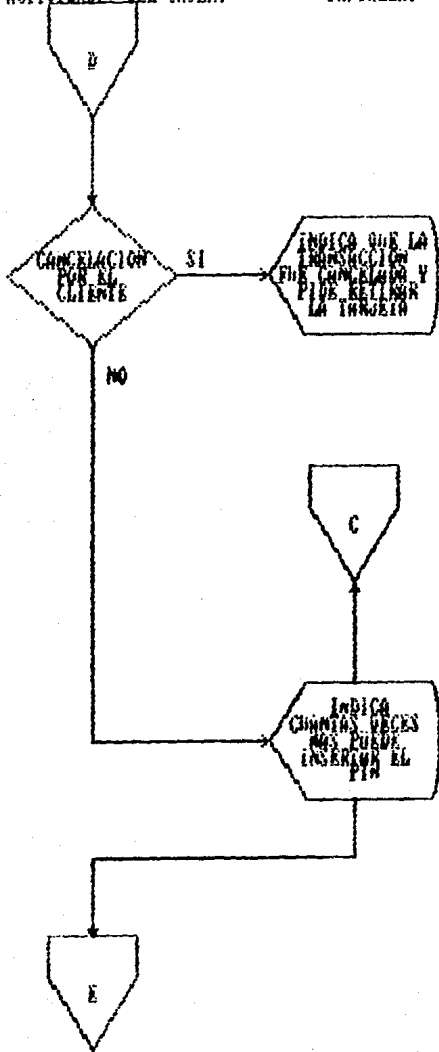 D
CANCELACION
POR EL
CLIENTE
SI
INDICA QUE LA
TRANSACCION
FUE CANCELADA Y
PIDE RETIRAR
LA TARJETA
NO
C
INDICA
CUANTAS VECES
MAS PUEDE
INSERTAR EL
PIN
E